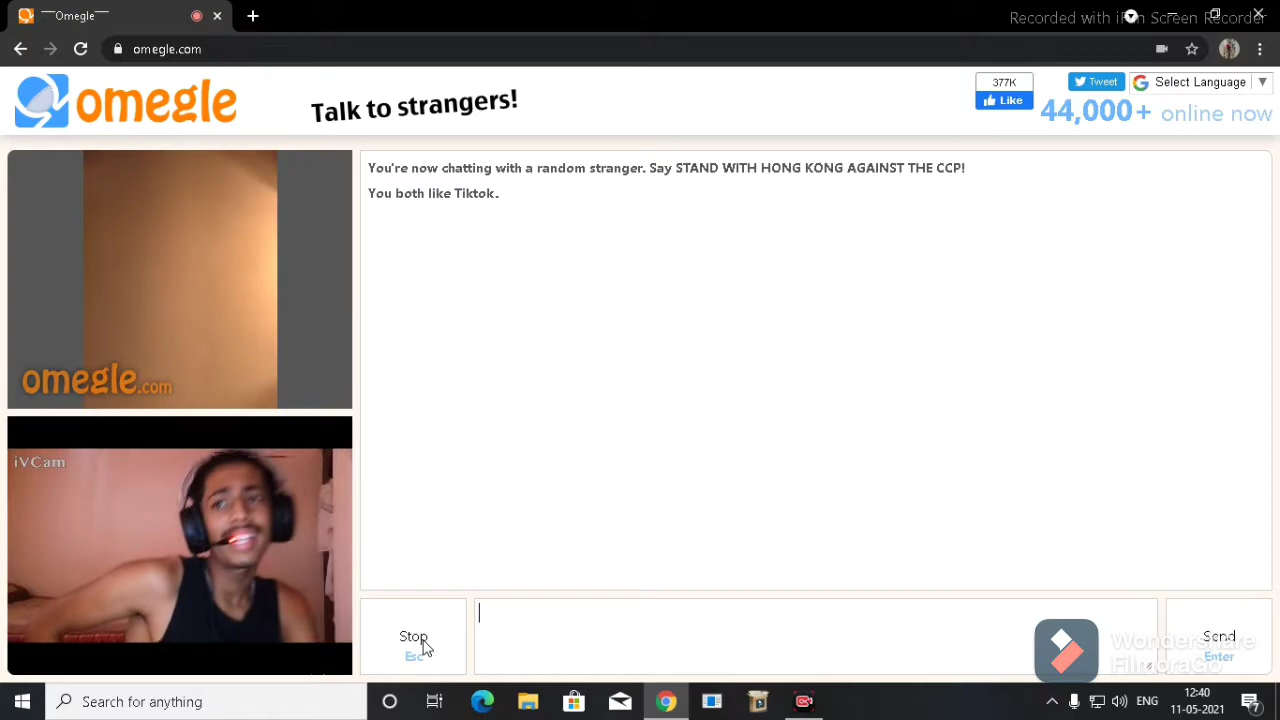 Omegle
Recorded with iFun Screen Recorder
omegle.com
omegle
Talk to strangers!
377K
Like
Tweet
Select Language
44,000+ online now
You're now chatting with a random stranger. Say STAND WITH HONG KONG AGAINST THE CCP!
You both like Tiktok.
omegle.com
iVCam
Stop
Esc
Send
Enter
Wondershare
FilmoraGo
Search for anything
ENG
12:40
11-05-2021
7